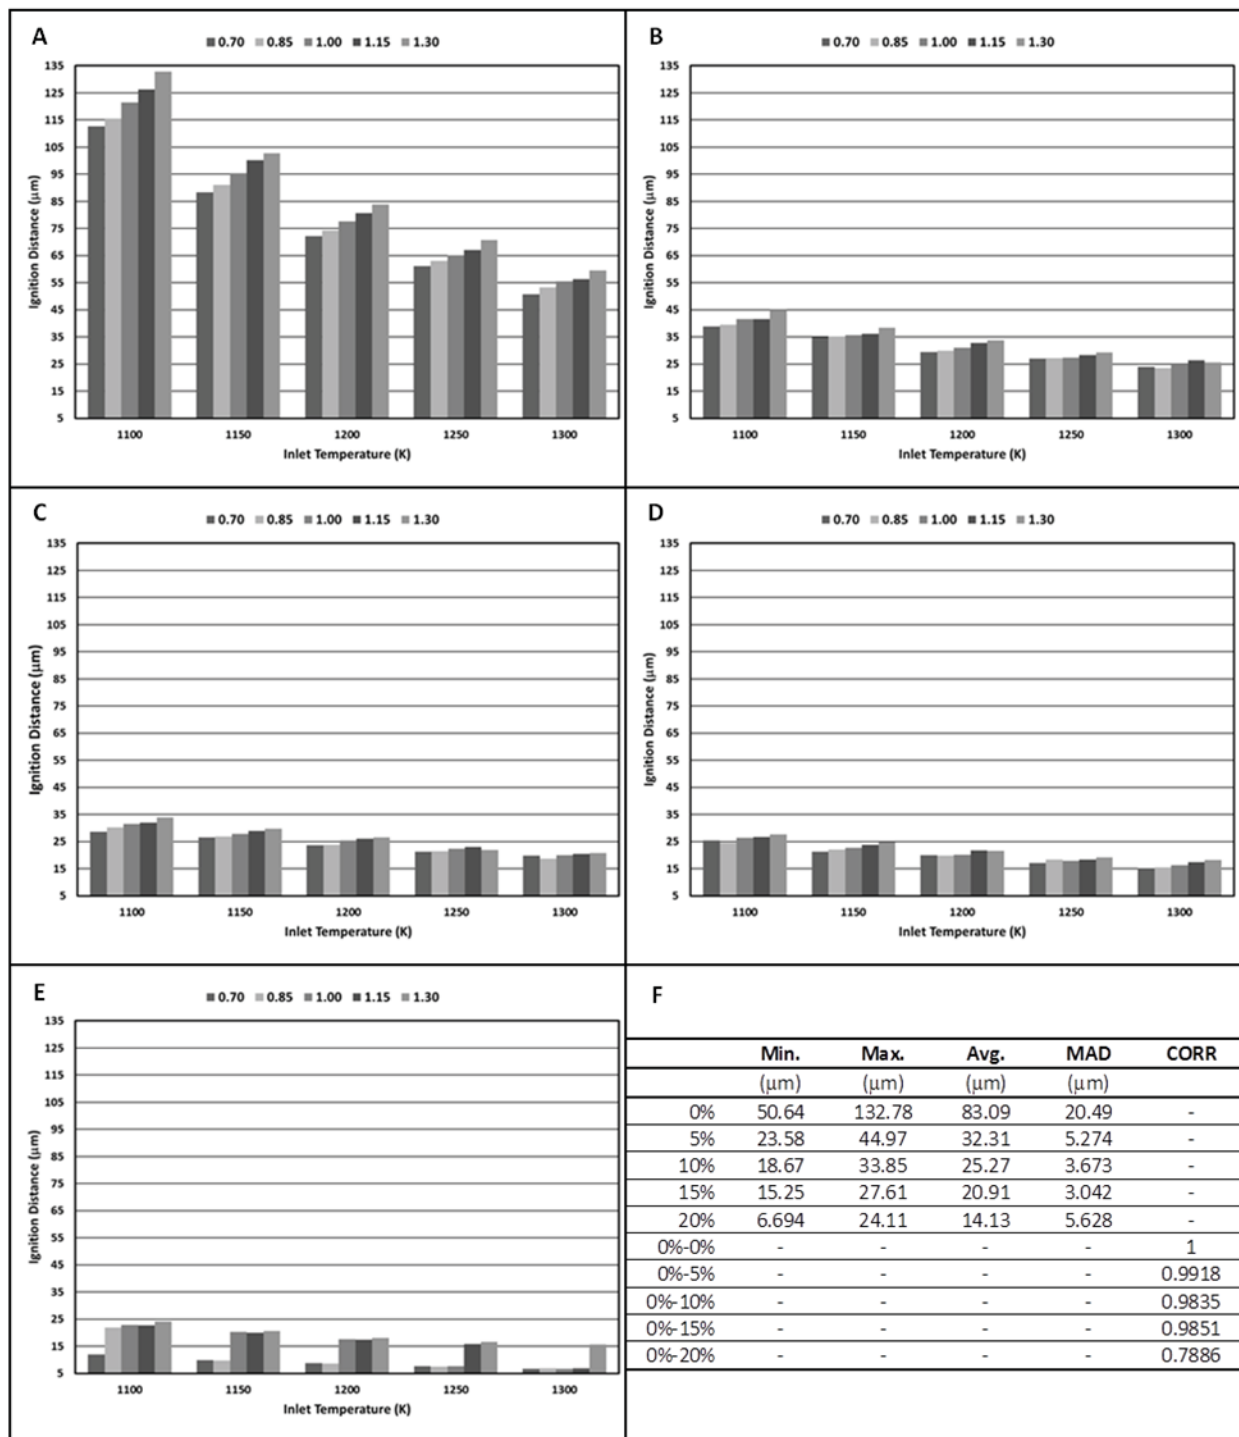 A
0.70 0.85 1.00 1.15 1.30
135
125
115
105
95
85
75
65
55
45
35
25
15
5
Ignition Distance (μm)
1100 1150 1200 1250 1300
Inlet Temperature (K)
B
0.70 0.85 1.00 1.15 1.30
135
125
115
105
95
85
75
65
55
45
35
25
15
5
Ignition Distance (μm)
1100 1150 1200 1250 1300
Inlet Temperature (K)
C
0.70 0.85 1.00 1.15 1.30
135
125
115
105
95
85
75
65
55
45
35
25
15
5
Ignition Distance (μm)
1100 1150 1200 1250 1300
Inlet Temperature (K)
D
0.70 0.85 1.00 1.15 1.30
135
125
115
105
95
85
75
65
55
45
35
25
15
5
Ignition Distance (μm)
1100 1150 1200 1250 1300
Inlet Temperature (K)
E
0.70 0.85 1.00 1.15 1.30
135
125
115
105
95
85
75
65
55
45
35
25
15
5
Ignition Distance (μm)
1100 1150 1200 1250 1300
Inlet Temperature (K)
F
Min. Max. Avg. MAD CORR
(μm) (μm) (μm) (μm)
0% 50.64 132.78 83.09 20.49 -
5% 23.58 44.97 32.31 5.274 -
10% 18.67 33.85 25.27 3.673 -
15% 15.25 27.61 20.91 3.042 -
20% 6.694 24.11 14.13 5.628 -
0%-0% - - - - 1
0%-5% - - - - 0.9918
0%-10% - - - - 0.9835
0%-15% - - - - 0.9851
0%-20% - - - - 0.7886